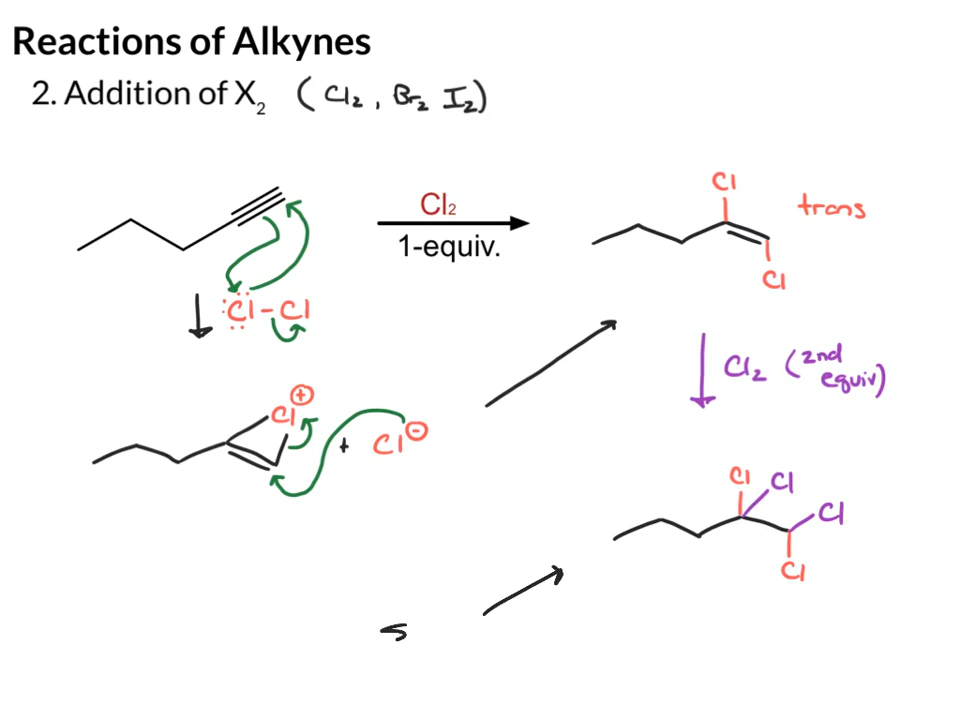 Reactions of Alkynes
2. Addition of X₂ (Cl₂, Br₂ I₂)
Cl₂
1-equiv.
Cl
trans
Cl
:Cl-Cl
Cl₂ (2nd equiv)
Cl⊕
+ Cl⊖
Cl Cl
Cl
Cl
s